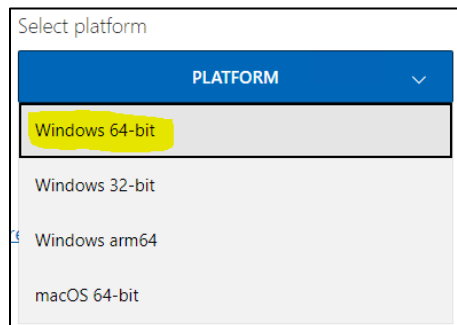 Select platform
PLATFORM
Windows 64-bit
Windows 32-bit
Windows arm64
macOS 64-bit